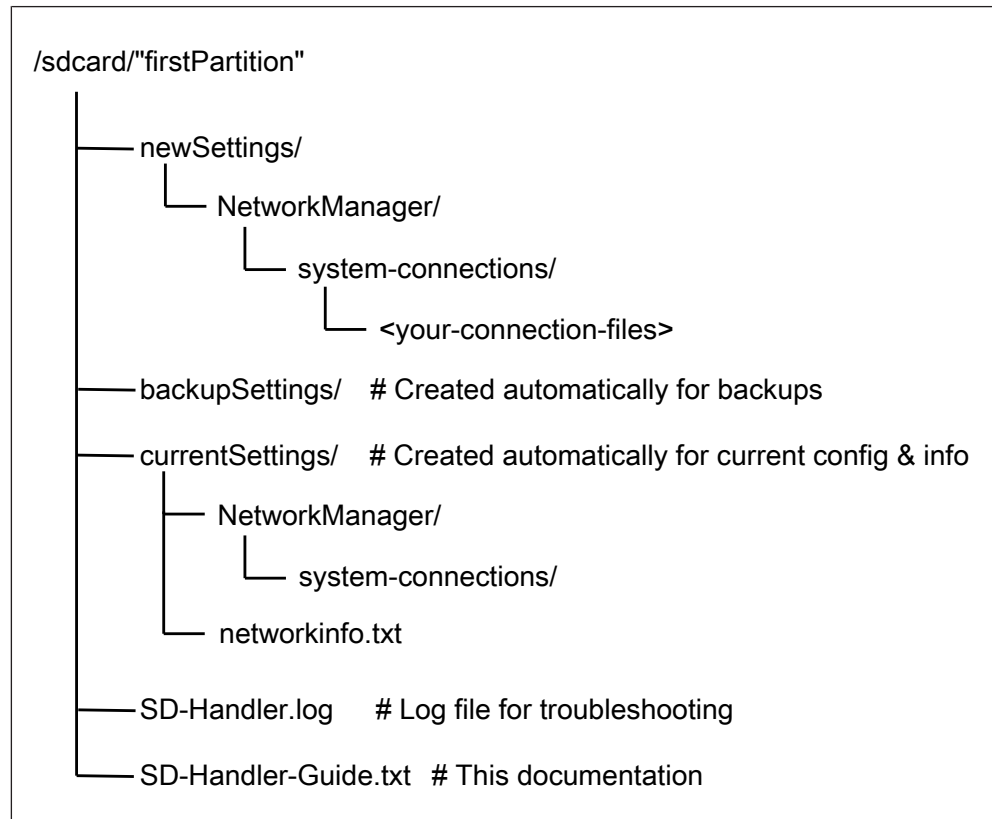 /sdcard/"firstPartition"
newSettings/
NetworkManager/
system-connections/
<your-connection-files>
backupSettings/ # Created automatically for backups
currentSettings/ # Created automatically for current config & info
NetworkManager/
system-connections/
networkinfo.txt
SD-Handler.log # Log file for troubleshooting
SD-Handler-Guide.txt # This documentation